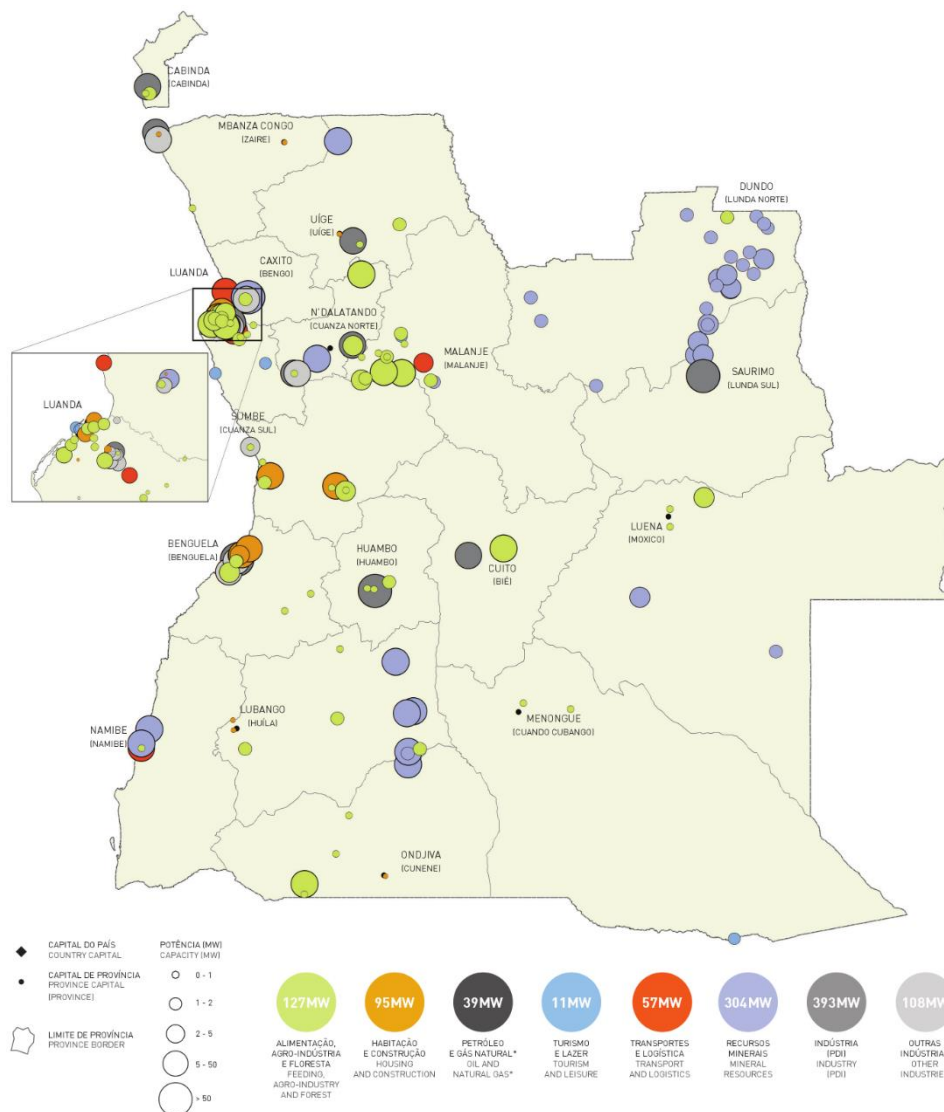 CABINDA
(CABINDA)
MBANZA CONGO
(ZAIRE)
DUNDO
(LUNDA NORTE)
UÍGE
(UÍGE)
CAXITO
(BENGO)
LUANDA
N'DALATANDO
(CUANZA NORTE)
MALANJE
(MALANJE)
SAURIMO
(LUNDA SUL)
LUANDA
SUMBE
(CUANZA SUL)
LUENA
(MOXICO)
BENGUELA
(BENGUELA)
HUAMBO
(HUAMBO)
CUITO
(BIÉ)
LUBANGO
(HUÍLA)
MENONGUE
(CUANDO CUBANGO)
NAMIBE
(NAMIBE)
ONDJIVA
(CUNENE)
CAPITAL DO PAÍS
COUNTRY CAPITAL
CAPITAL DE PROVÍNCIA
PROVINCE CAPITAL
(PROVINCE)
LIMITE DE PROVÍNCIA
PROVINCE BORDER
POTÊNCIA (MW)
CAPACITY (MW)
0 - 1
1 - 2
2 - 5
5 - 50
> 50
127MW
ALIMENTAÇÃO,
AGRO-INDÚSTRIA
E FLORESTA
FEEDING,
AGRO-INDUSTRY
AND FOREST
95MW
HABITAÇÃO
E CONSTRUÇÃO
HOUSING
AND CONSTRUCTION
39MW
PETRÓLEO
E GÁS NATURAL*
OIL AND
NATURAL GAS*
11MW
TURISMO
E LAZER
TOURISM
AND LEISURE
57MW
TRANSPORTES
E LOGÍSTICA
TRANSPORT
AND LOGISTICS
304MW
RECURSOS
MINERAIS
MINERAL
RESOURCES
393MW
INDÚSTRIA
(PDI)
INDUSTRY
(PDI)
108MW
OUTRAS
INDÚSTRIA
OTHER
INDUSTRIE